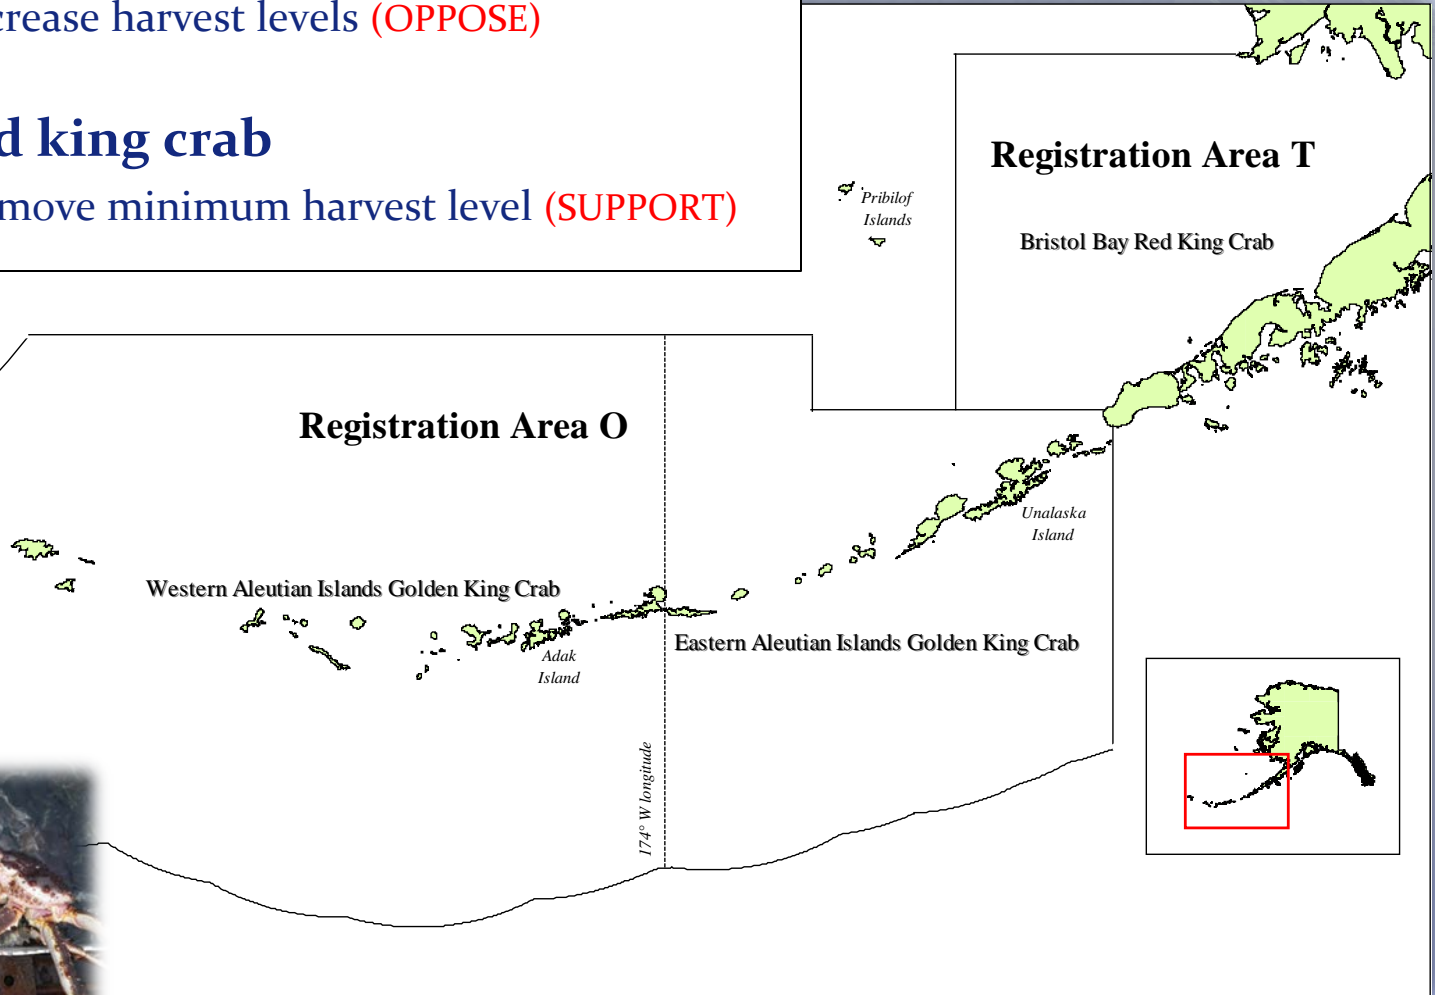 crease harvest levels (OPPOSE)
d king crab
move minimum harvest level (SUPPORT)
Registration Area T
Pribilof
Islands
Bristol Bay Red King Crab
Registration Area O
Unalaska
Island
Western Aleutian Islands Golden King Crab
Eastern Aleutian Islands Golden King Crab
Adak
Island
174° W longitude